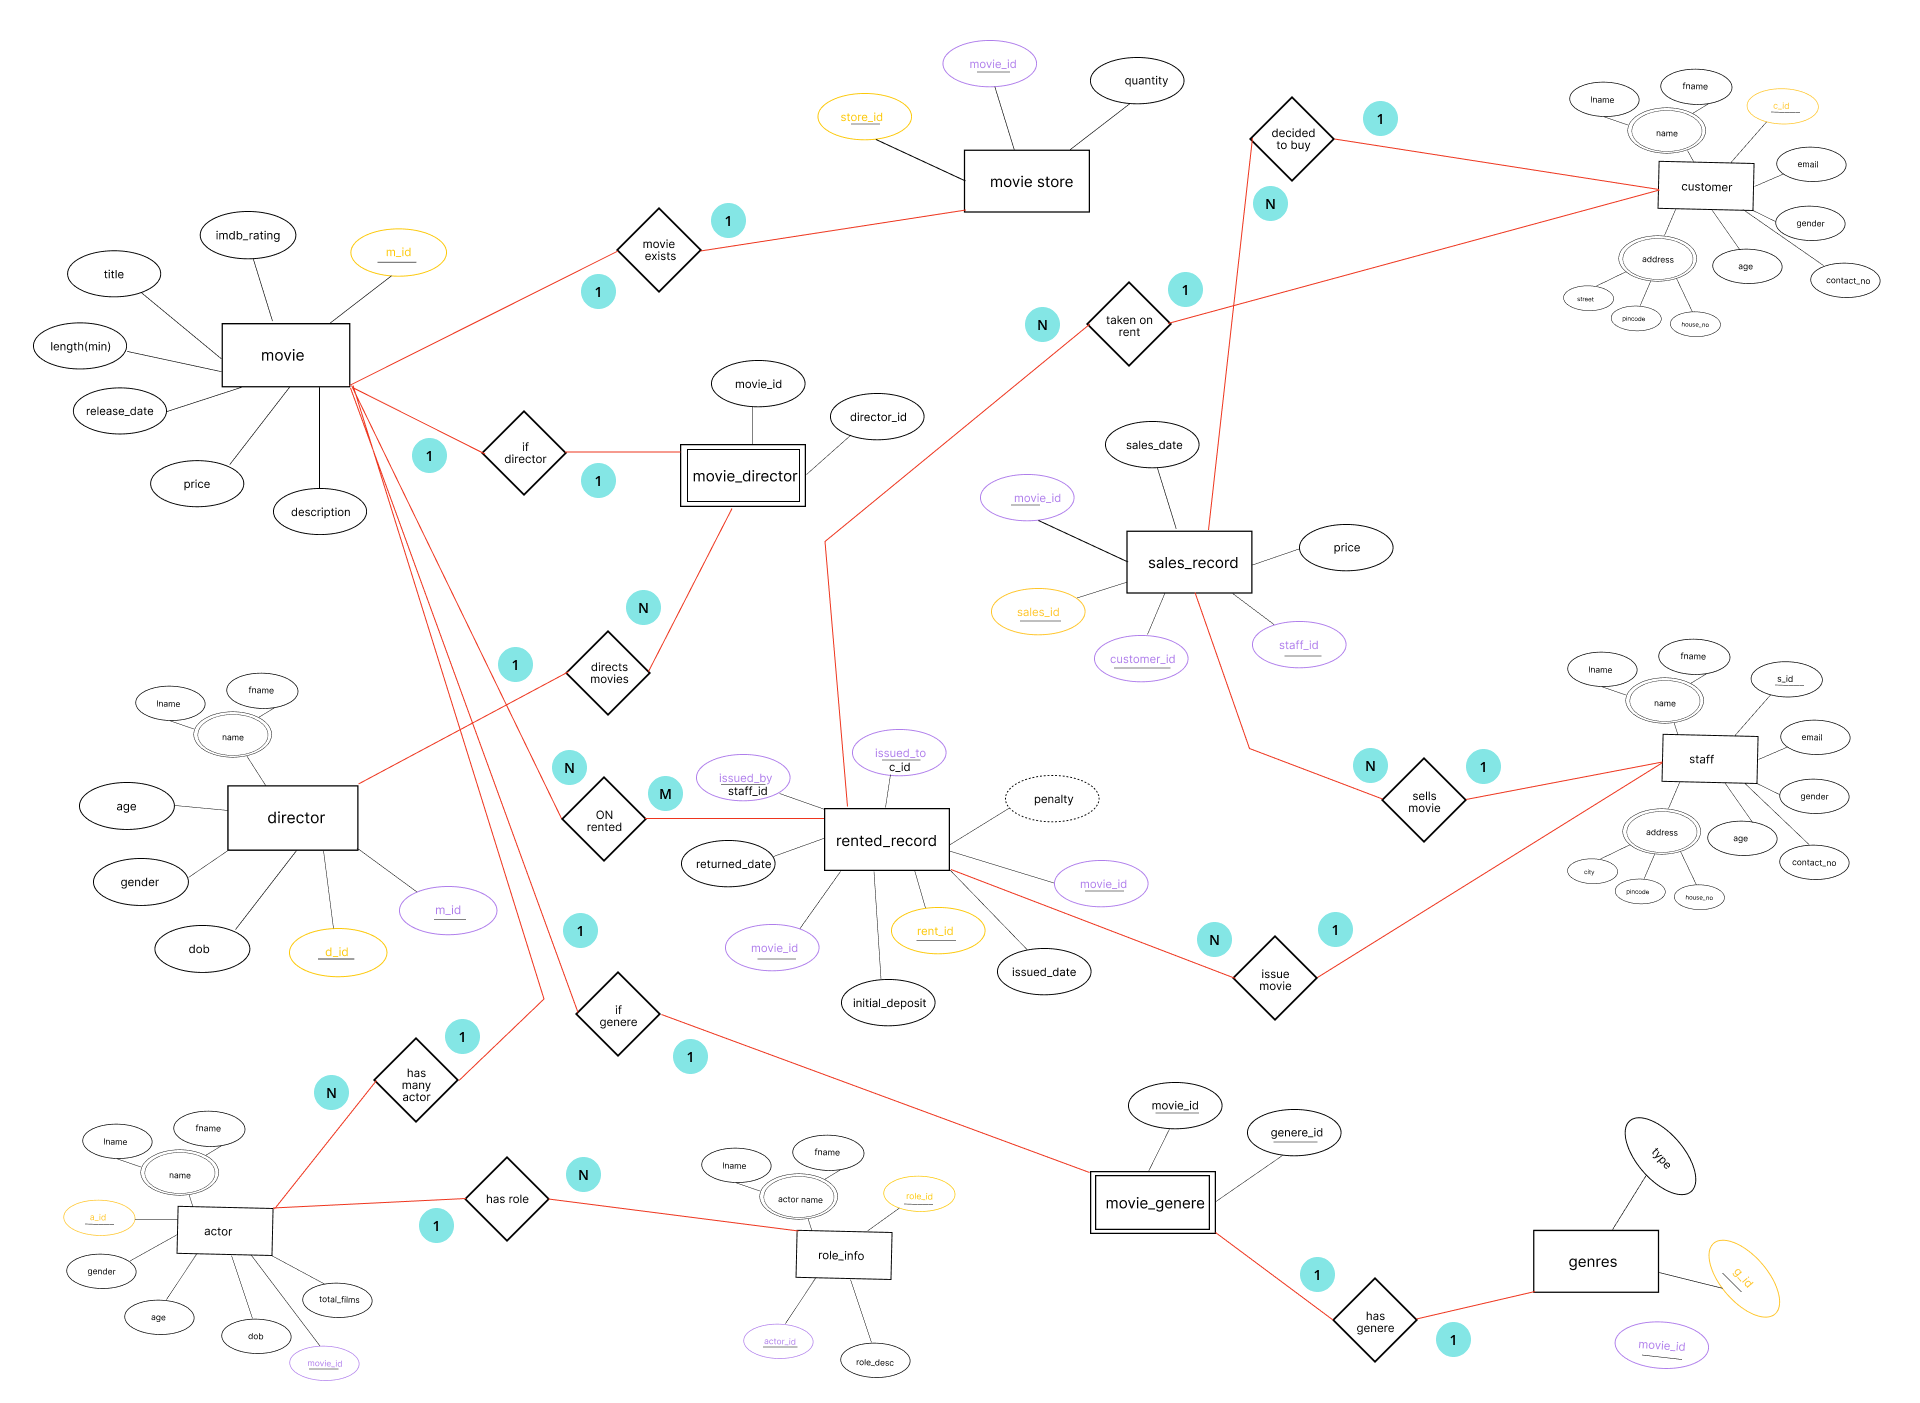 movie_id
quantity
store_id
movie store
movie
exists
1
1
decided
to buy
1
N
lname
fname
c_id
name
customer
email
gender
address
age
contact_no
street
pincode
house_no
imdb_rating
m_id
title
length(min)
movie
release_date
price
description
taken on
rent
1
N
movie_id
director_id
if
director
1
1
movie_director
sales_date
movie_id
sales_record
price
sales_id
customer_id
staff_id
N
1
directs
movies
lname
fname
name
age
director
gender
m_id
dob
d_id
lname
fname
s_id
name
staff
email
gender
address
age
contact_no
city
pincode
house_no
N
1
sells
movie
N
M
ON
rented
issued_by
staff_id
issued_to
c_id
penalty
rented_record
returned_date
movie_id
movie_id
rent_id
issued_date
initial_deposit
N
1
issue
movie
1
if
genere
1
has
many
actor
1
N
lname
fname
name
a_id
actor
gender
age
dob
total_films
movie_id
has role
N
1
lname
fname
actor name
role_id
role_info
actor_id
role_desc
movie_id
genere_id
movie_genere
1
has
genere
1
type
genres
g_id
movie_id